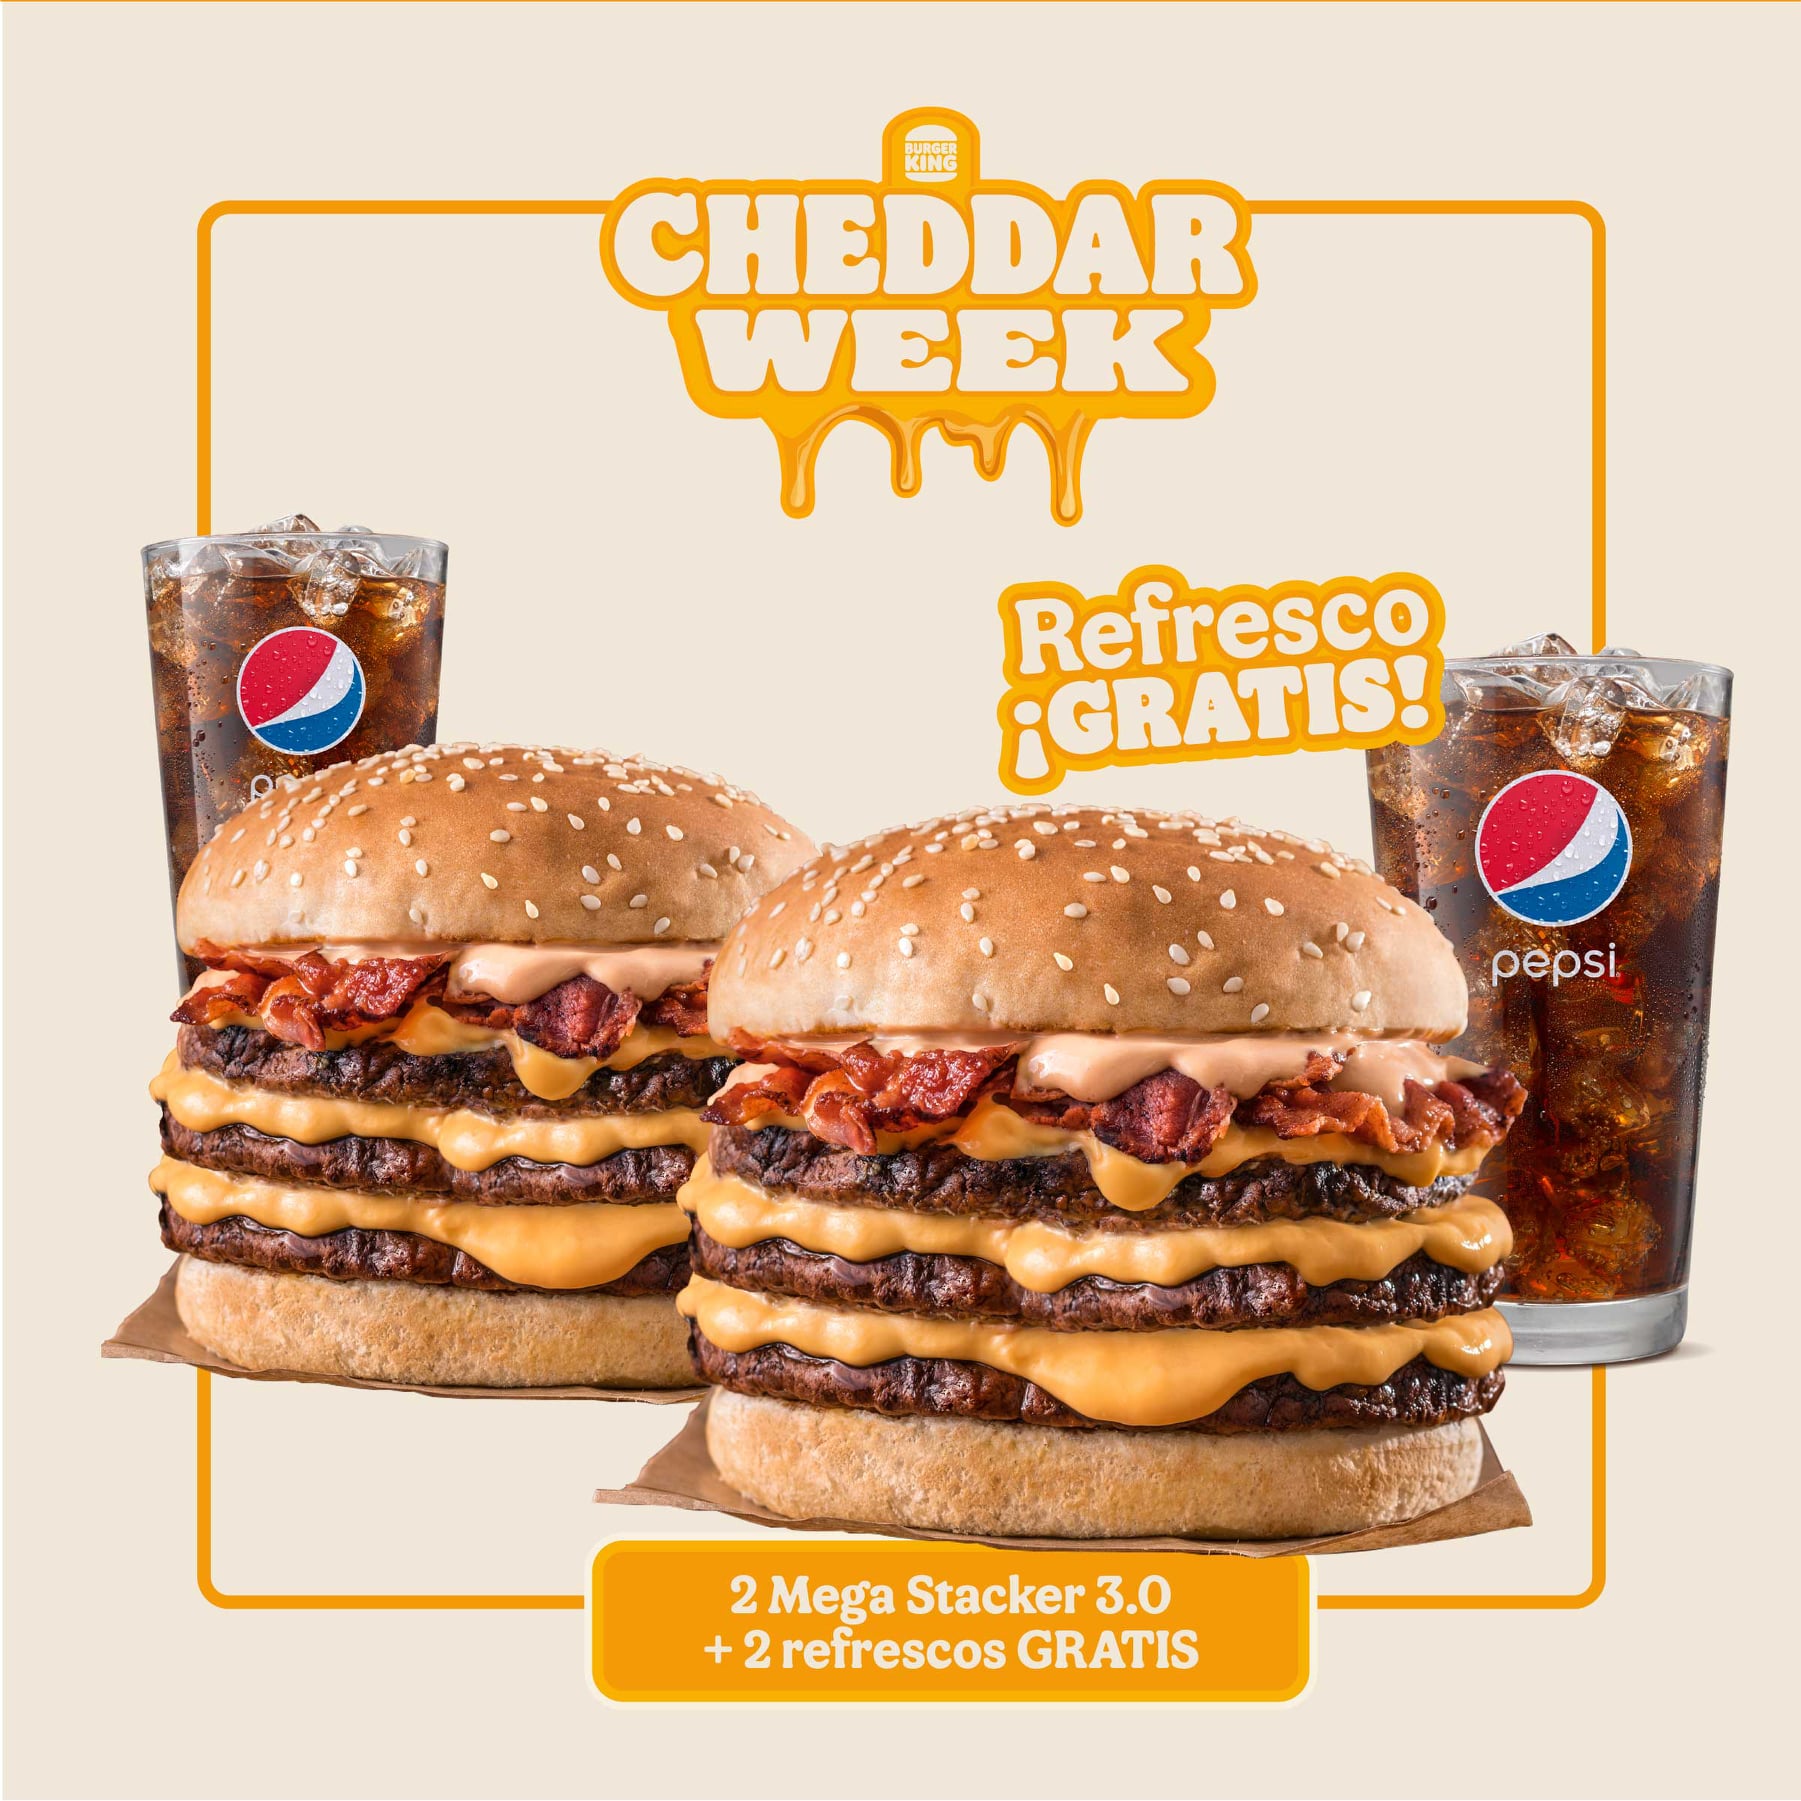 BURGER
KING
CHEDDAR
WEEK
Refresco
¡GRATIS!
pepsi
2 Mega Stacker 3.0
+ 2 refrescos GRATIS